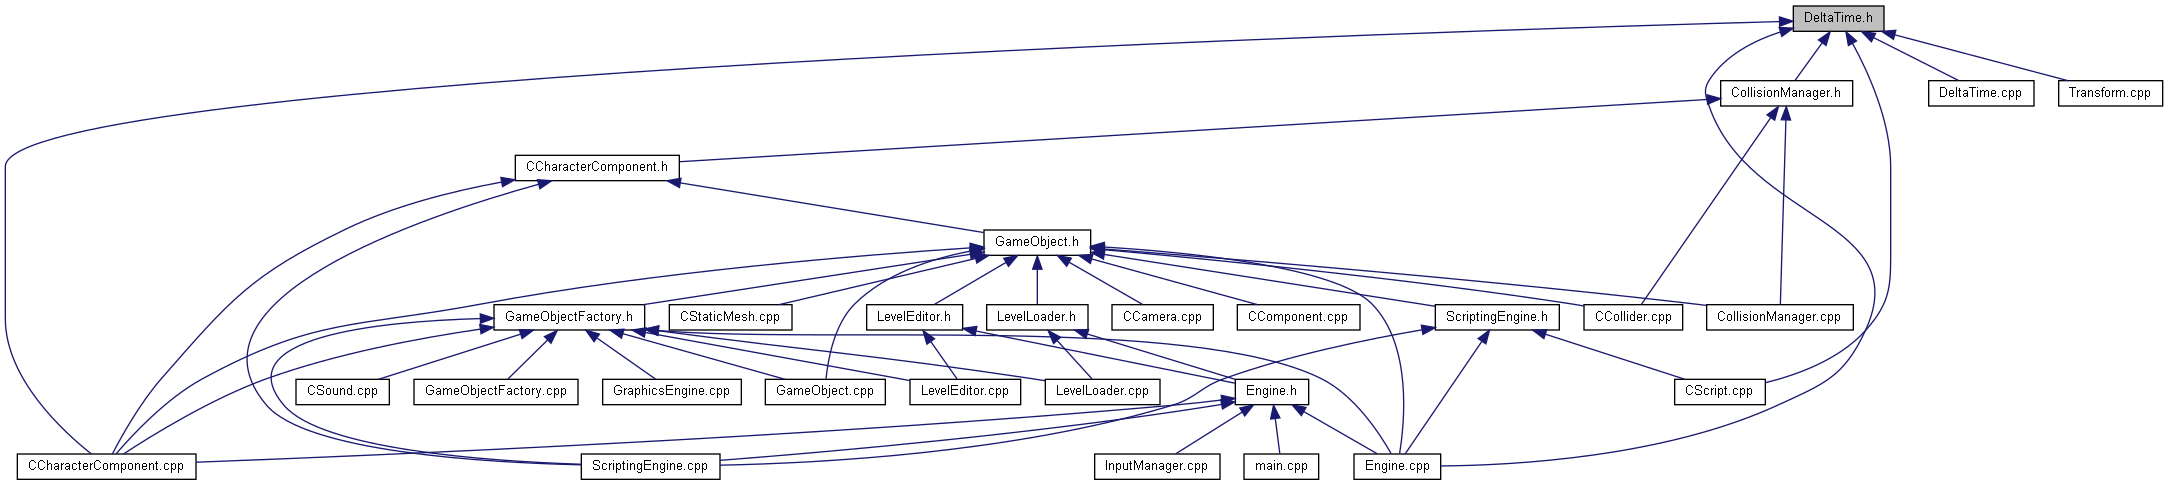 DeltaTime.h
CollisionManager.h
DeltaTime.cpp
Transform.cpp
CCharacterComponent.h
GameObject.h
GameObjectFactory.h
CStaticMesh.cpp
LevelEditor.h
LevelLoader.h
CCamera.cpp
CComponent.cpp
ScriptingEngine.h
CCollider.cpp
CollisionManager.cpp
CSound.cpp
GameObjectFactory.cpp
GraphicsEngine.cpp
GameObject.cpp
LevelEditor.cpp
LevelLoader.cpp
Engine.h
CScript.cpp
CCharacterComponent.cpp
ScriptingEngine.cpp
InputManager.cpp
main.cpp
Engine.cpp